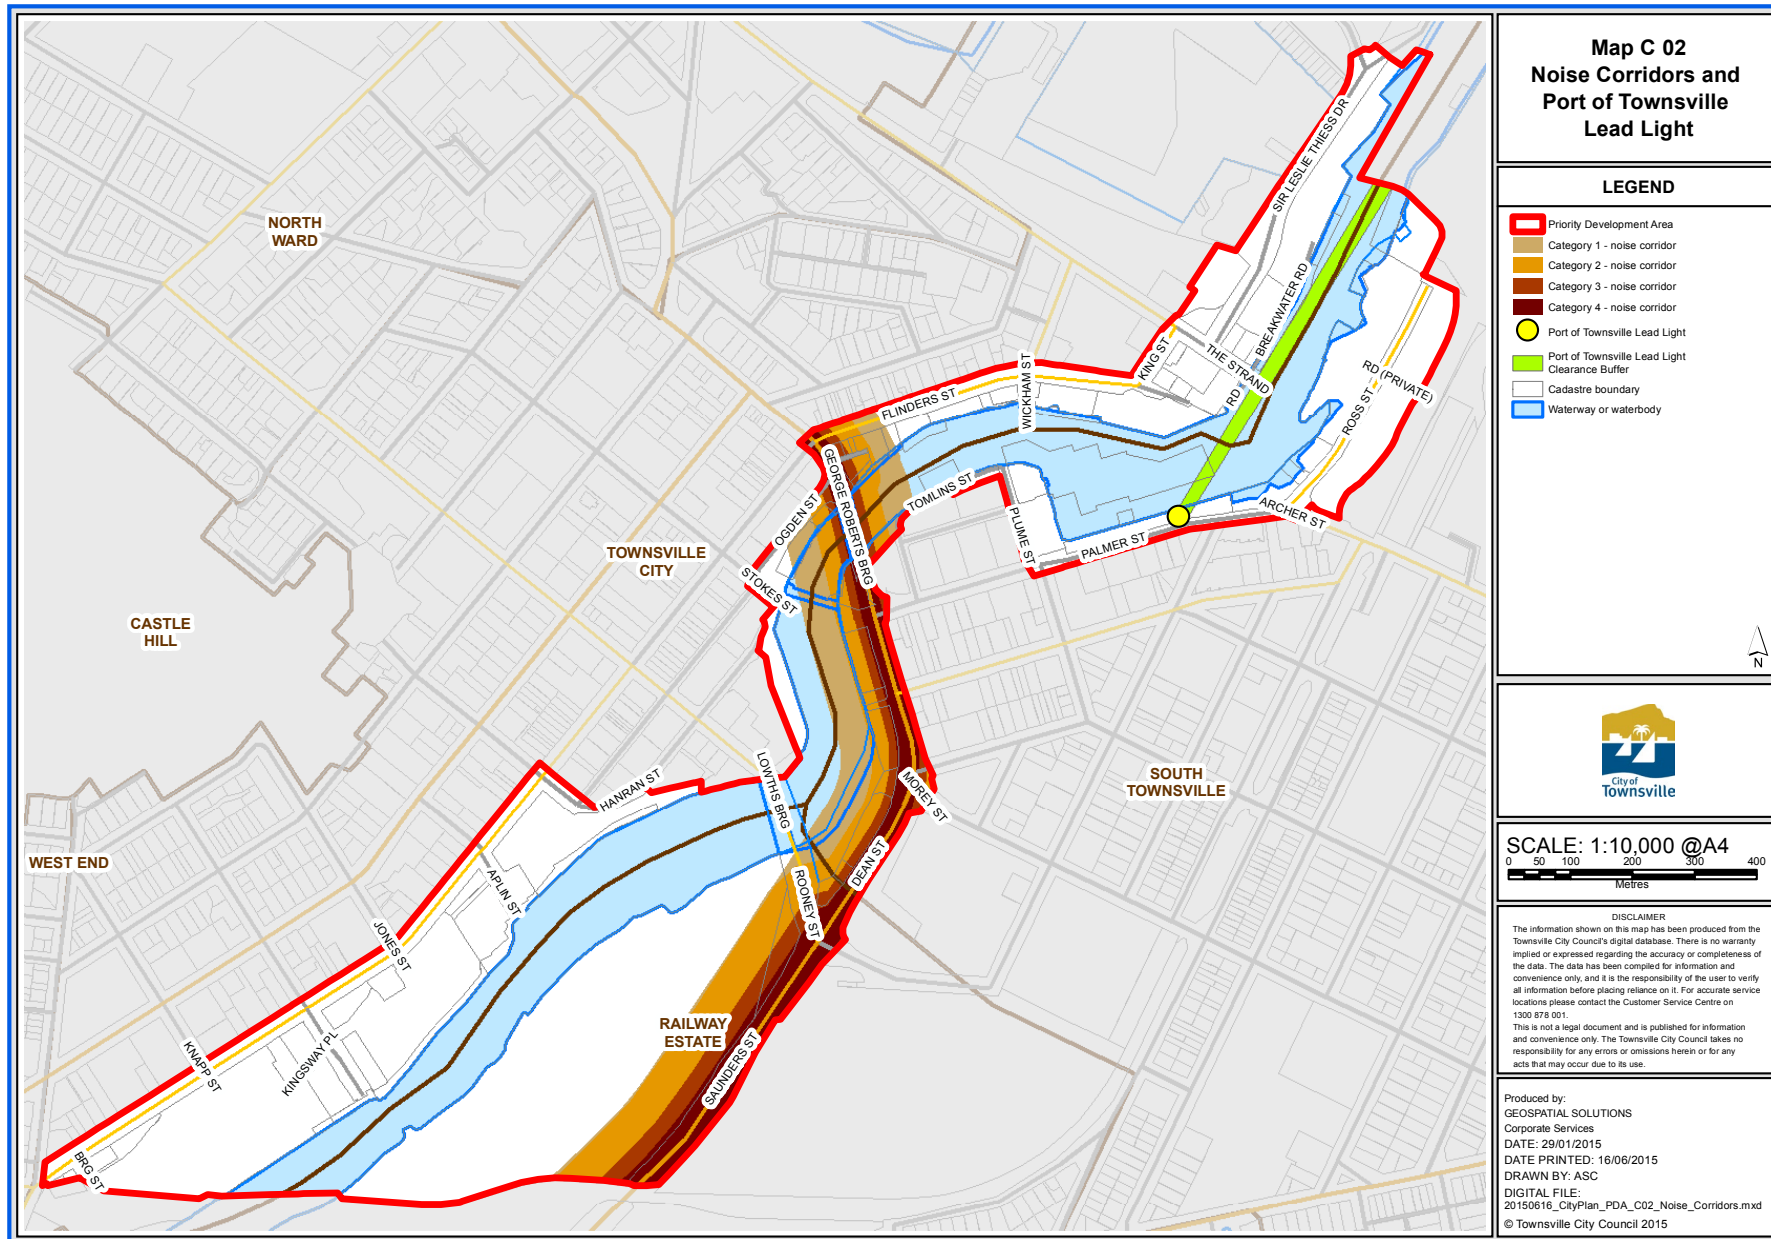 Map C 02
Noise Corridors and
Port of Townsville
Lead Light
LEGEND
Priority Development Area
Category 1 - noise corridor
Category 2 - noise corridor
Category 3 - noise corridor
Category 4 - noise corridor
Port of Townsville Lead Light
Port of Townsville Lead Light
Clearance Buffer
Cadastre boundary
Waterway or waterbody
N
City of
Townsville
SCALE: 1:10,000 @A4
0 50 100 200 300 400
Metres
DISCLAIMER
The information shown on this map has been produced from the
Townsville City Council's digital database. There is no warranty
implied or expressed regarding the accuracy or completeness of
the data. The data has been compiled for information and
convenience only, and it is the responsibility of the user to verify
all information before placing reliance on it. For accurate service
locations please contact the Customer Service Centre on
1300 878 001.
This is not a legal document and is published for information
and convenience only. The Townsville City Council takes no
responsibility for any errors or omissions herein or for any
acts that may occur due to its use.
Produced by:
GEOSPATIAL SOLUTIONS
Corporate Services
DATE: 29/01/2015
DATE PRINTED: 16/06/2015
DRAWN BY: ASC
DIGITAL FILE:
20150616_CityPlan_PDA_C02_Noise_Corridors.mxd
© Townsville City Council 2015
NORTH
WARD
SIR LESLIE THIESS DR
BREAKWATER RD
RD
KING ST
THE STRAND
WICKHAM ST
FLINDERS ST
RD (PRIVATE)
ROSS ST
GEORGE ROBERTS BRG
TOMLINS ST
OGDEN ST
PLUME ST
PALMER ST
ARCHER ST
TOWNSVILLE
CITY
STOKES ST
CASTLE
HILL
HANRAN ST
LOWTHS BRG
MOREY ST
SOUTH
TOWNSVILLE
WEST END
APLIN ST
ROONEY ST
DEAN ST
JONES ST
RAILWAY
ESTATE
KNAPP ST
KINGSWAY PL
SAUNDERS ST
BRG ST